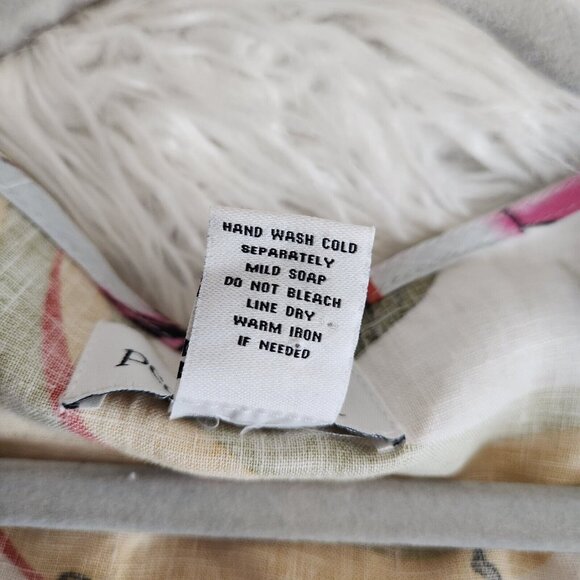 HAND WASH COLD
SEPARATELY
MILD SOAP
DO NOT BLEACH
LINE DRY
WARM IRON
IF NEEDED